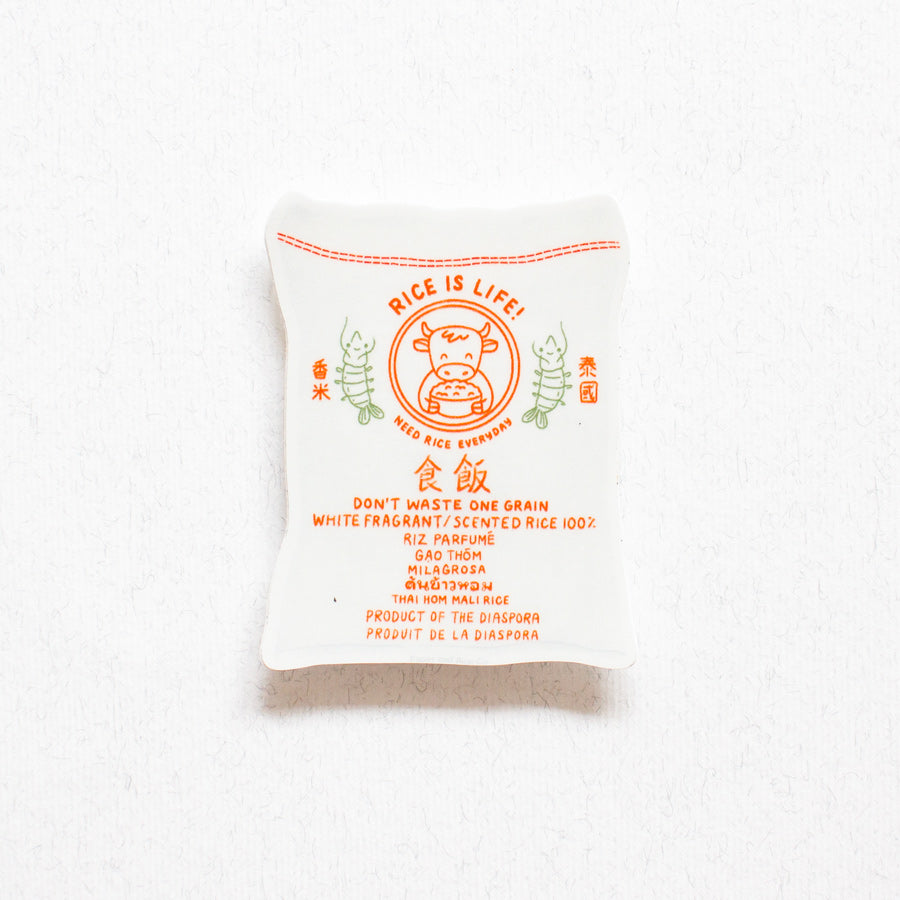 RICE IS LIFE!
香米
泰國
NEED RICE EVERYDAY
食飯
DON'T WASTE ONE GRAIN
WHITE FRAGRANT/SCENTED RICE 100%
RIZ PARFUMÉ
GẠO THƠM
MILAGROSA
ต้นข้าวหอม
THAI HOM MALI RICE
PRODUCT OF THE DIASPORA
PRODUIT DE LA DIASPORA